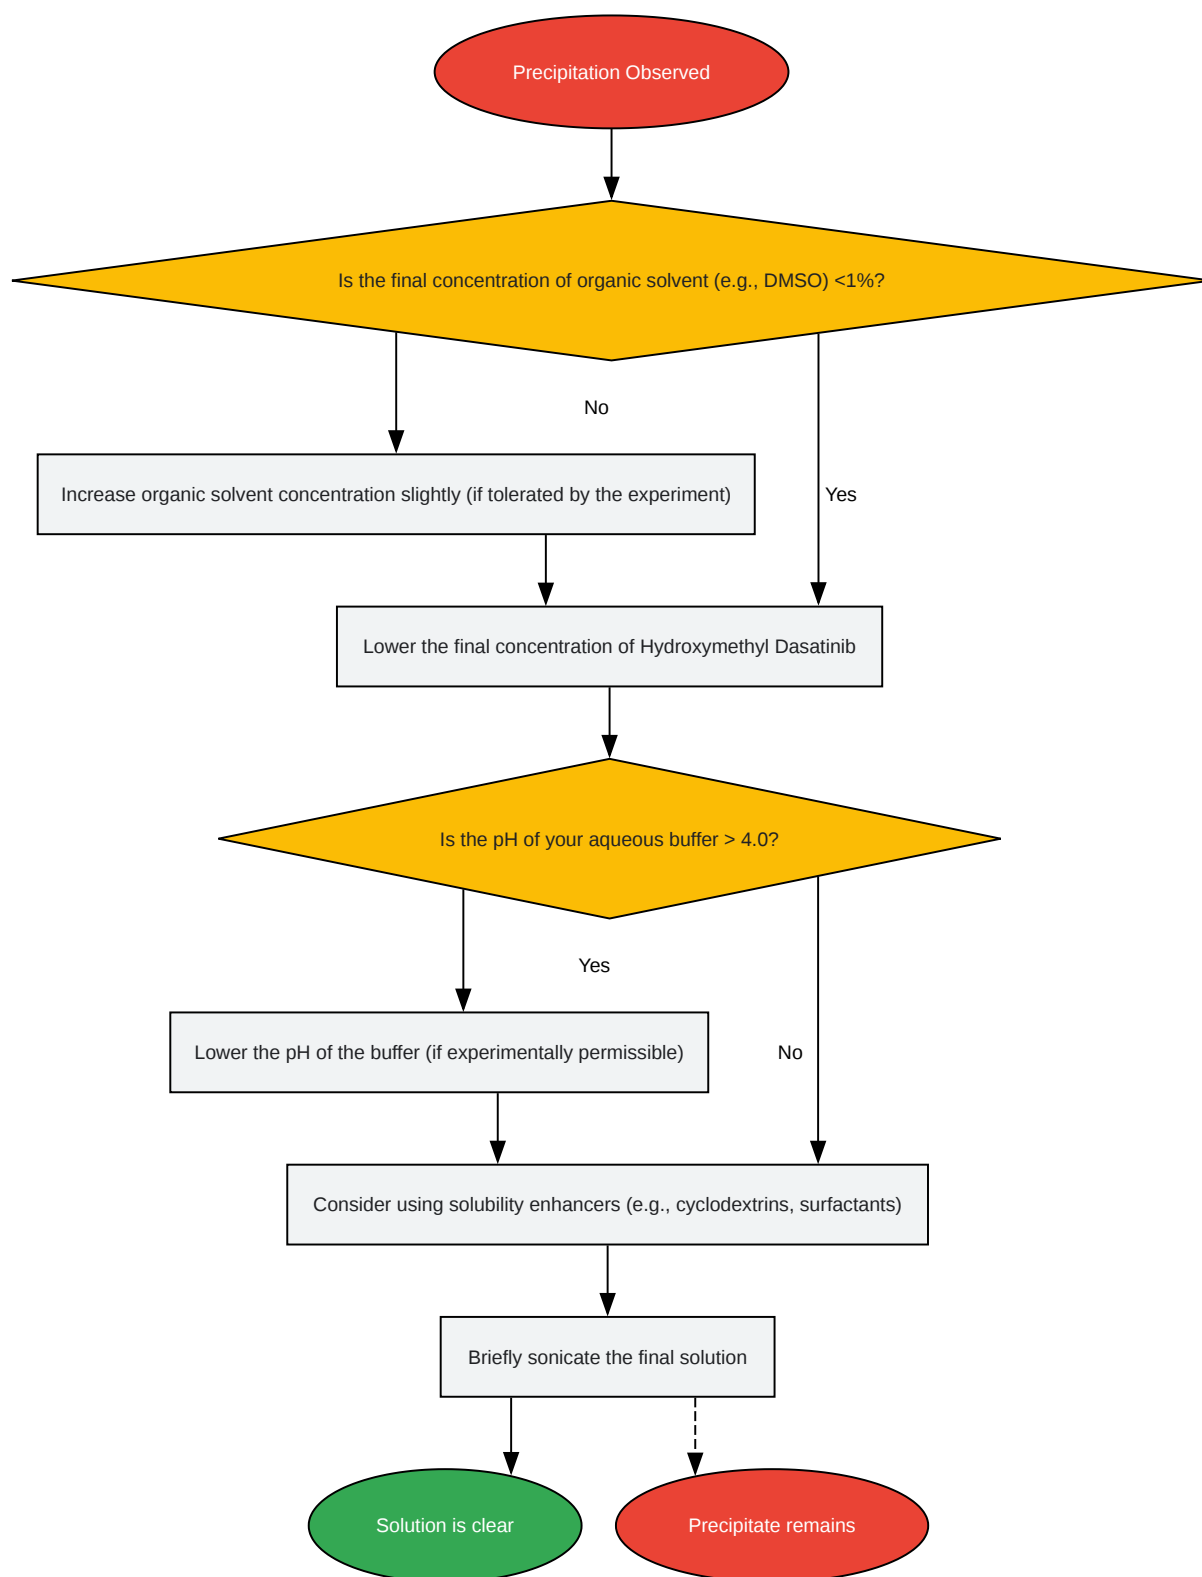 Precipitation Observed
Is the final concentration of organic solvent (e.g., DMSO) <1%?
No
Increase organic solvent concentration slightly (if tolerated by the experiment)
Yes
Lower the final concentration of Hydroxymethyl Dasatinib
Is the pH of your aqueous buffer > 4.0?
Yes
Lower the pH of the buffer (if experimentally permissible)
No
Consider using solubility enhancers (e.g., cyclodextrins, surfactants)
Briefly sonicate the final solution
Solution is clear
Precipitate remains